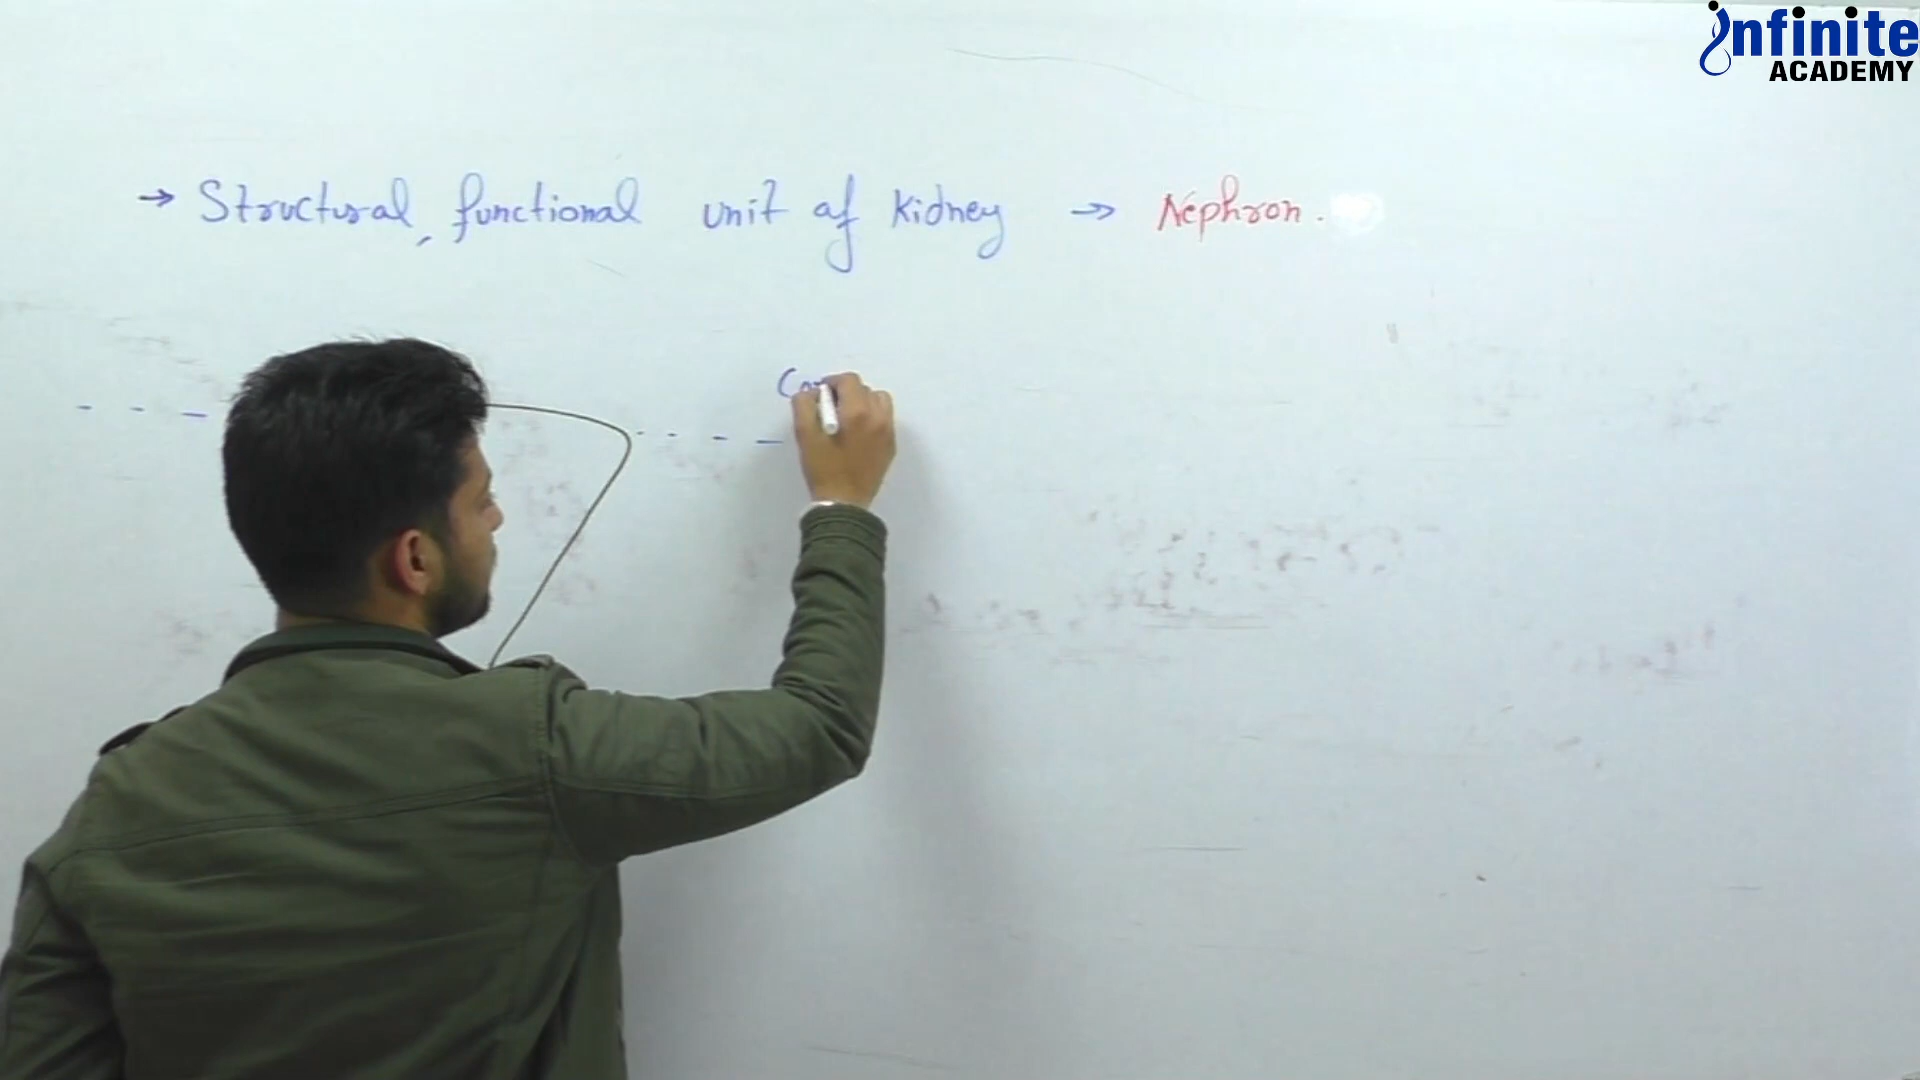 infinite
ACADEMY
→ Structural, functional unit of kidney → Nephron.